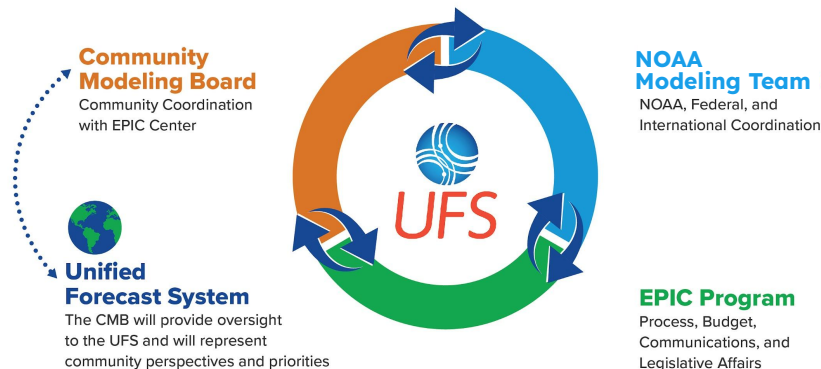 Community
Modeling Board
Community Coordination
with EPIC Center
NOAA
Modeling Team
NOAA, Federal, and
International Coordination
UFS
Unified
Forecast System
The CMB will provide oversight
to the UFS and will represent
community perspectives and priorities
EPIC Program
Process, Budget,
Communications, and
Legislative Affairs